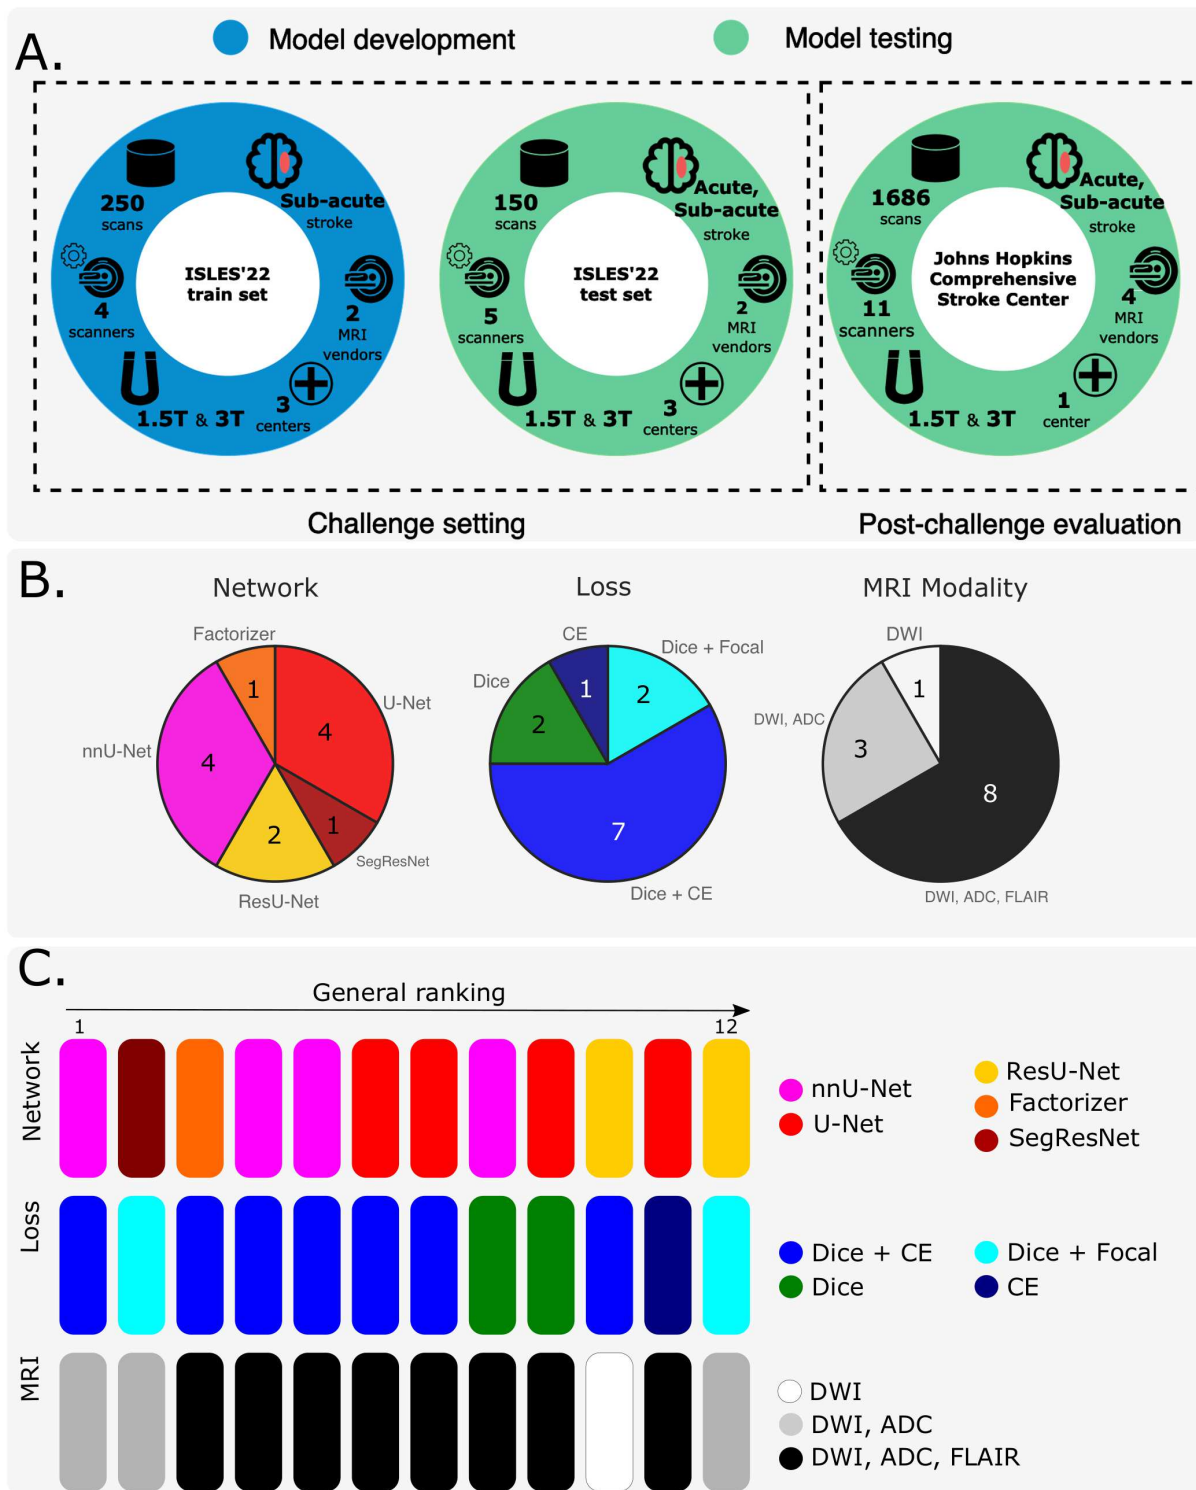 A.
Model development
Model testing
250
scans
Sub-acute
stroke
4
scanners
ISLES'22
train set
2
MRI
vendors
1.5T & 3T
3
centers
150
scans
Acute,
Sub-acute
stroke
5
scanners
ISLES'22
test set
2
MRI
vendors
1.5T & 3T
3
centers
1686
scans
Acute,
Sub-acute
stroke
11
scanners
Johns Hopkins
Comprehensive
Stroke Center
4
MRI
vendors
1.5T & 3T
1
center
Challenge setting
Post-challenge evaluation
B.
Network
Factorizer
1
U-Net
4
nnU-Net
4
2
1
SegResNet
ResU-Net
Loss
CE
1
Dice + Focal
2
Dice
2
7
Dice + CE
MRI Modality
DWI
1
DWI, ADC
3
8
DWI, ADC, FLAIR
C.
General ranking
1
12
Network
nnU-Net
U-Net
ResU-Net
Factorizer
SegResNet
Loss
Dice + CE
Dice
Dice + Focal
CE
MRI
DWI
DWI, ADC
DWI, ADC, FLAIR